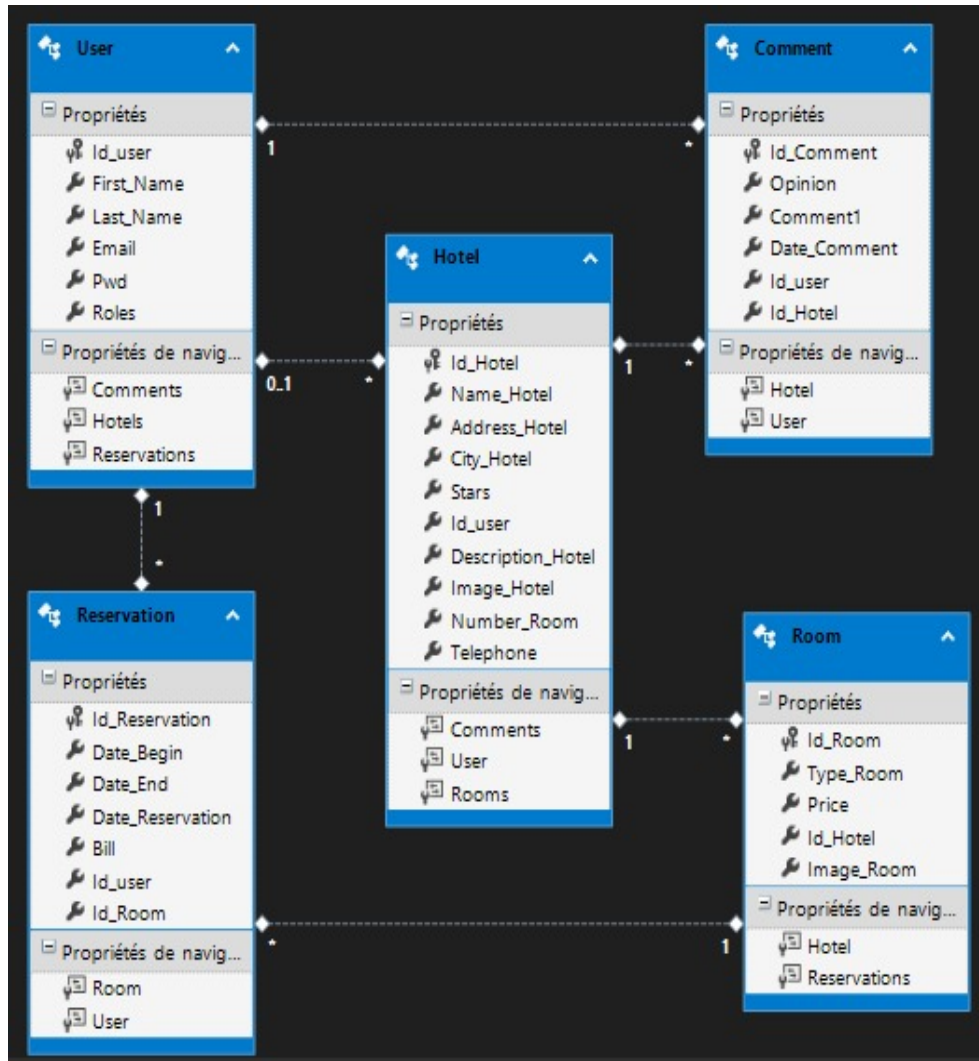 User
Propriétés
Id_user
First_Name
Last_Name
Email
Pwd
Roles
Propriétés de navig...
Comments
Hotels
Reservations
1
*
Comment
Propriétés
Id_Comment
Opinion
Comment1
Date_Comment
Id_user
Id_Hotel
Propriétés de navig...
Hotel
User
0..1
*
Hotel
Propriétés
Id_Hotel
Name_Hotel
Address_Hotel
City_Hotel
Stars
Id_user
Description_Hotel
Image_Hotel
Number_Room
Telephone
Propriétés de navig...
Comments
User
Rooms
1
*
1
*
Reservation
Propriétés
Id_Reservation
Date_Begin
Date_End
Date_Reservation
Bill
Id_user
Id_Room
Propriétés de navig...
Room
User
1
*
Room
Propriétés
Id_Room
Type_Room
Price
Id_Hotel
Image_Room
Propriétés de navig...
Hotel
Reservations
*
1